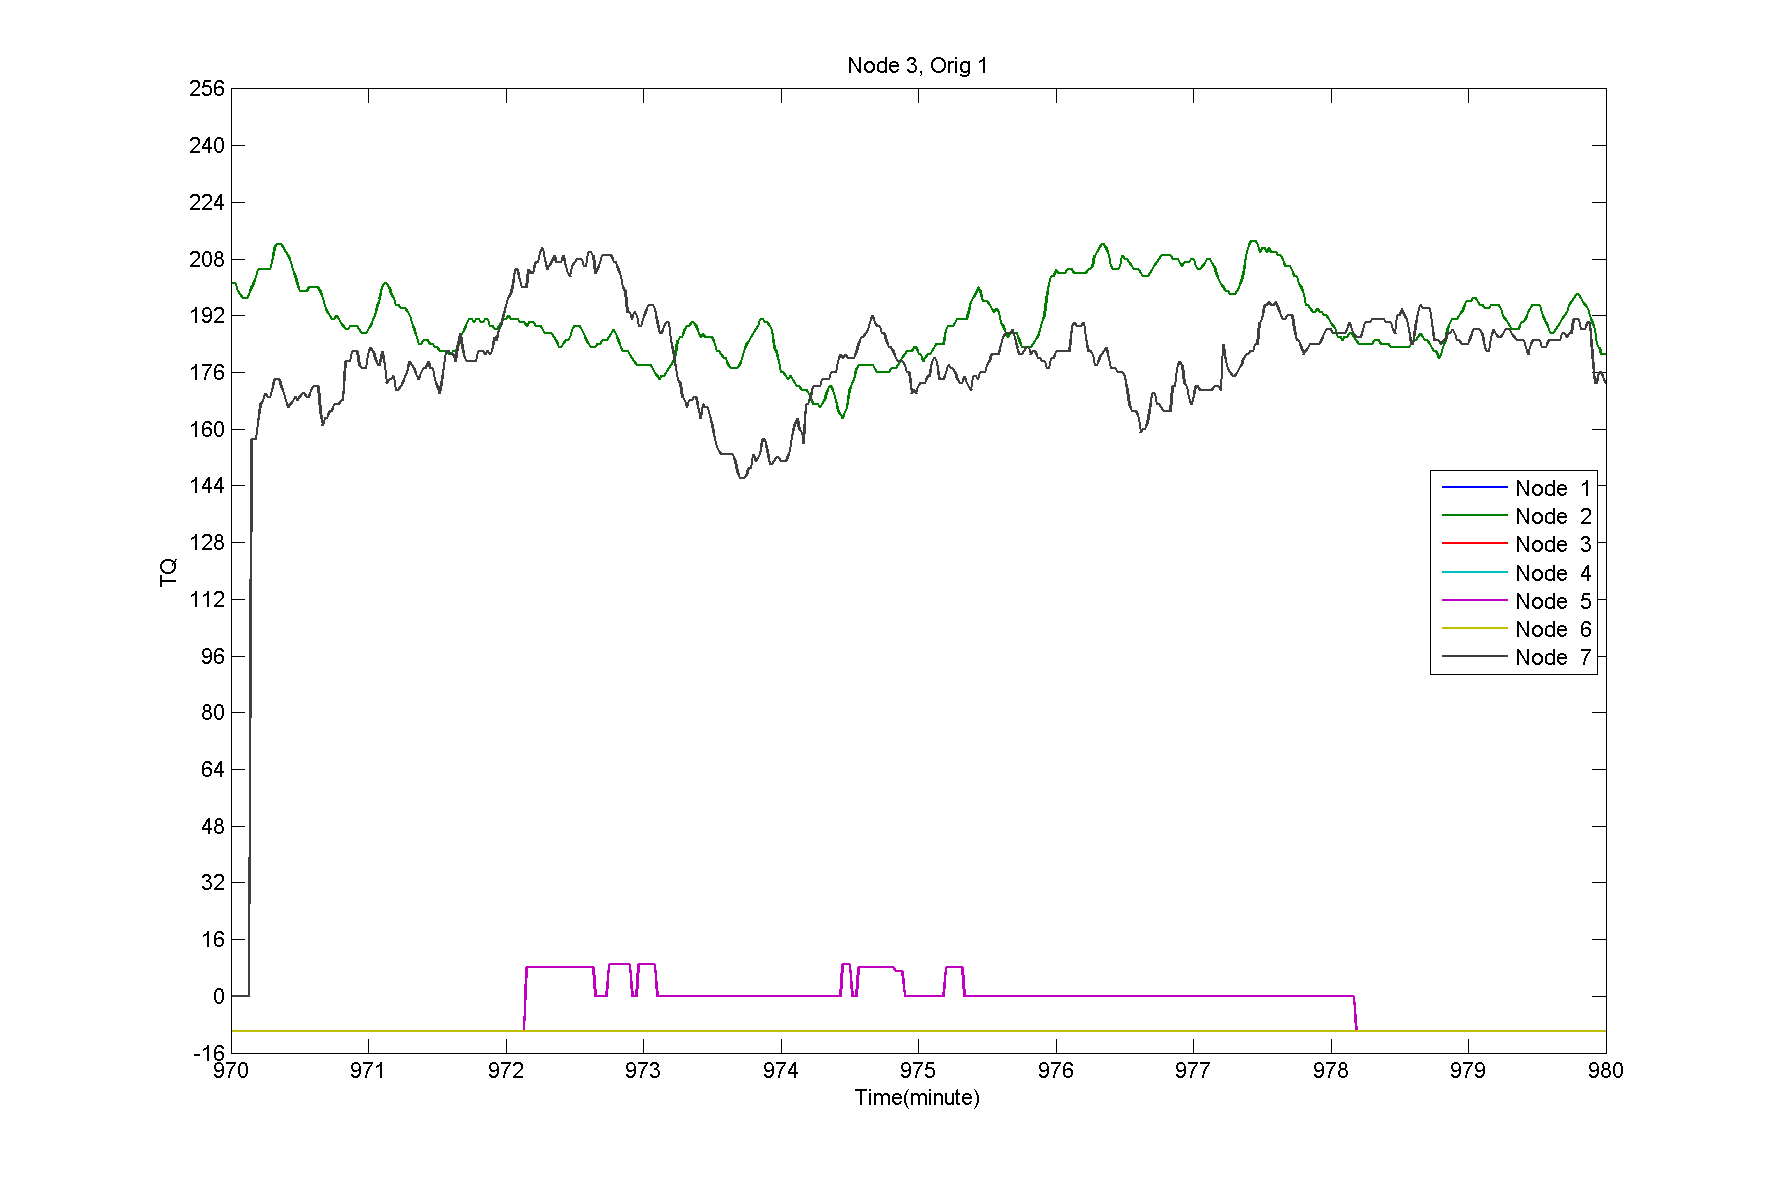 Node 3, Orig 1
256
240
224
208
192
176
160
144
128
112
96
80
64
48
32
16
0
-16
TQ
Node 1
Node 2
Node 3
Node 4
Node 5
Node 6
Node 7
970 971 972 973 974 975 976 977 978 979 980
Time(minute)